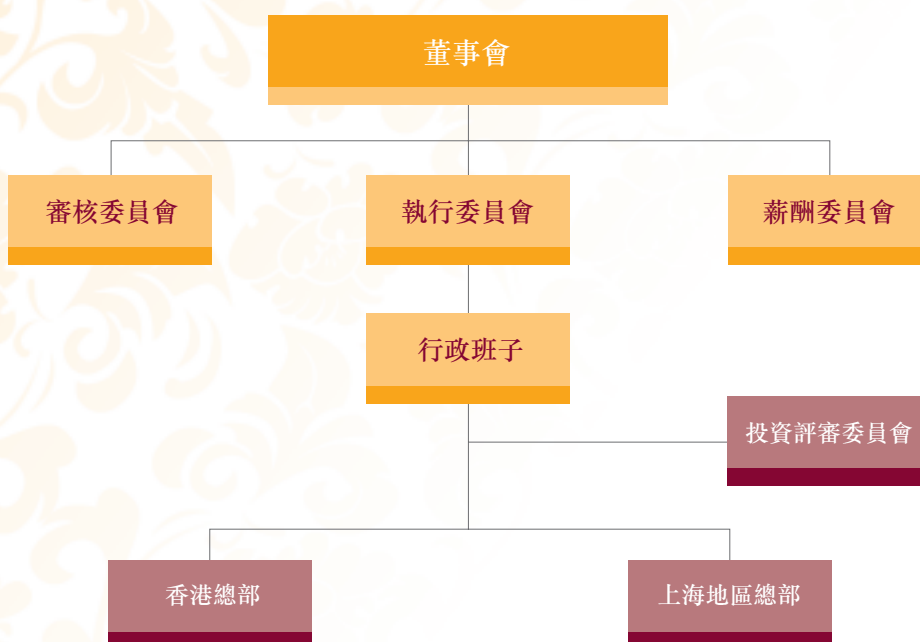 董事會
審核委員會
執行委員會
薪酬委員會
行政班子
投資評審委員會
香港總部
上海地區總部